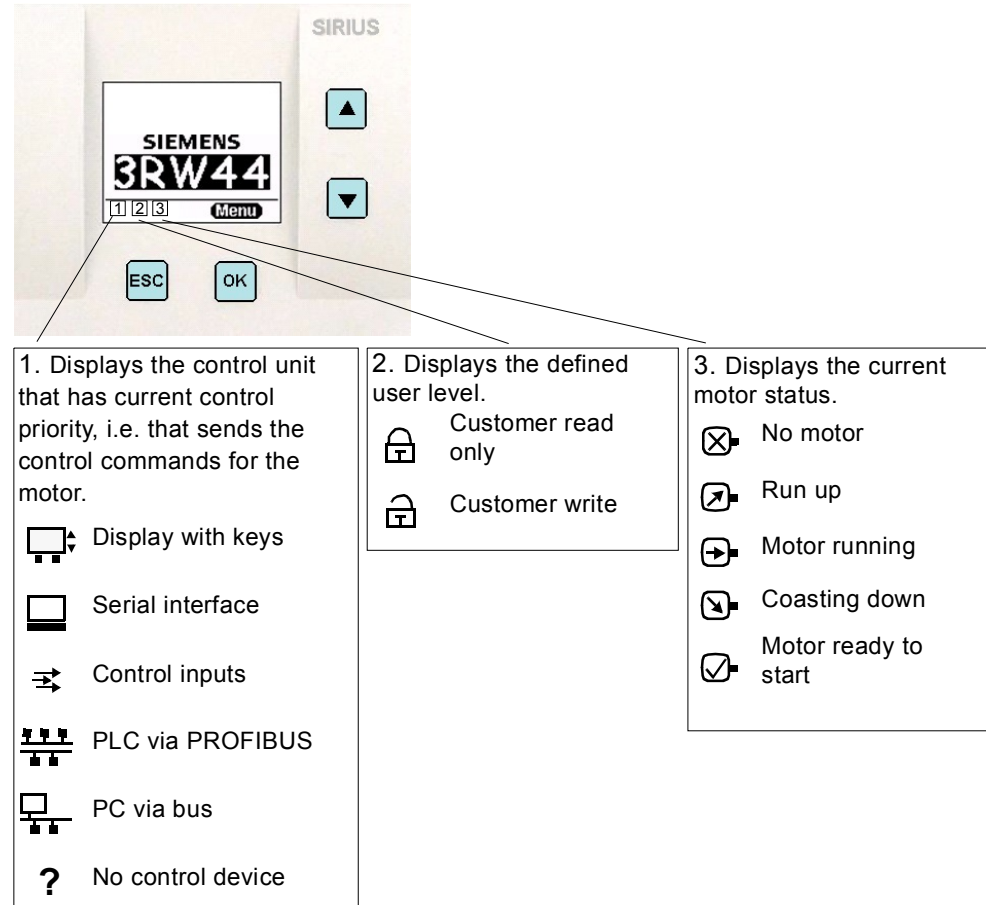 SIRIUS
SIEMENS
3RW44
1 2 3 Menu
ESC OK
1. Displays the control unit
that has current control
priority, i.e. that sends the
control commands for the
motor.
Display with keys
Serial interface
Control inputs
PLC via PROFIBUS
PC via bus
? No control device
2. Displays the defined
user level.
Customer read
only
Customer write
3. Displays the current
motor status.
No motor
Run up
Motor running
Coasting down
Motor ready to
start